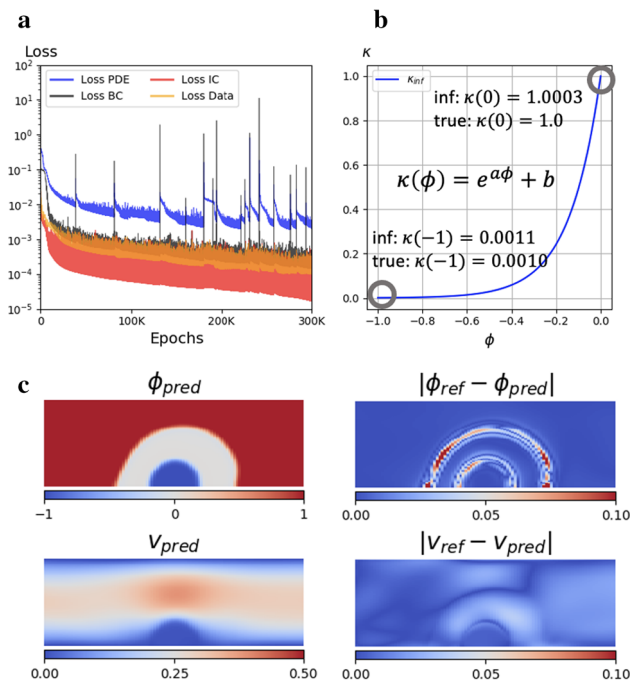 a
Loss
10^2
10^1
10^0
10^-1
10^-2
10^-3
10^-4
10^-5
Loss PDE
Loss IC
Loss BC
Loss Data
0
100K
200K
300K
Epochs
b
κ
1.0
0.8
0.6
0.4
0.2
0.0
κ_inf
inf: κ(0) = 1.0003
true: κ(0) = 1.0
κ(ϕ) = e^{aϕ} + b
inf: κ(−1) = 0.0011
true: κ(−1) = 0.0010
−1.0
−0.8
−0.6
−0.4
−0.2
0.0
ϕ
c
ϕ_pred
−1
0
1
|ϕ_ref − ϕ_pred|
0.00
0.05
0.10
v_pred
0.00
0.25
0.50
|v_ref − v_pred|
0.00
0.05
0.10